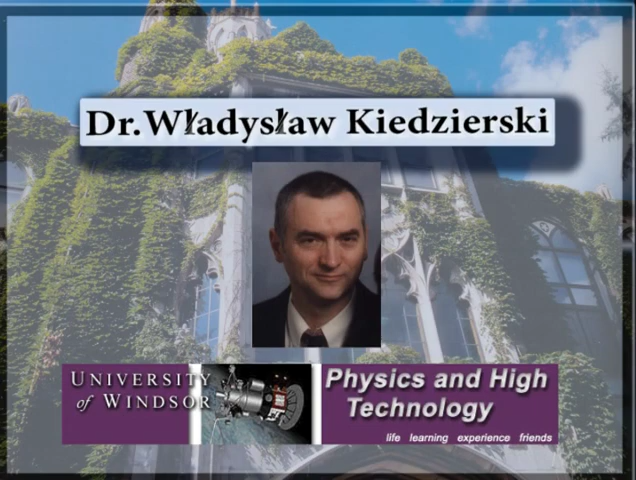 Dr.Władysław Kiedzierski
UNIVERSITY
of WINDSOR
Physics and High
Technology
life learning experience friends